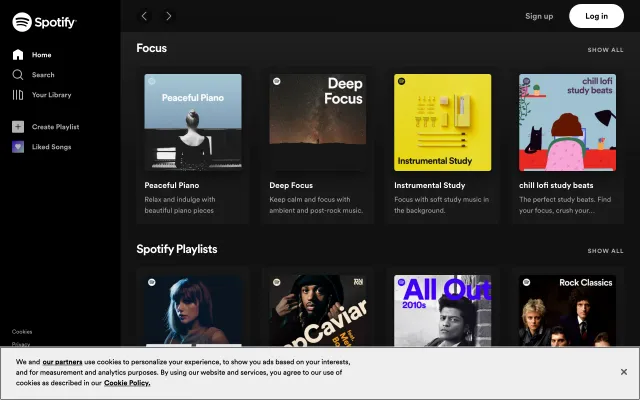 Spotify
Sign up
Log in
Home
Search
Your Library
Create Playlist
Liked Songs
Cookies
Privacy
Focus
SHOW ALL
Peaceful Piano
Deep
Focus
Instrumental Study
chill lofi
study beats
Peaceful Piano
Relax and indulge with
beautiful piano pieces
Deep Focus
Keep calm and focus with
ambient and post-rock music.
Instrumental Study
Focus with soft study music in
the background.
chill lofi study beats
The perfect study beats. Find
your focus, crush your...
Spotify Playlists
SHOW ALL
RapCaviar
All Out
2010s
Rock Classics
We and our partners use cookies to personalize your experience, to show you ads based on your interests,
and for measurement and analytics purposes. By using our website and services, you agree to our use of
cookies as described in our Cookie Policy.